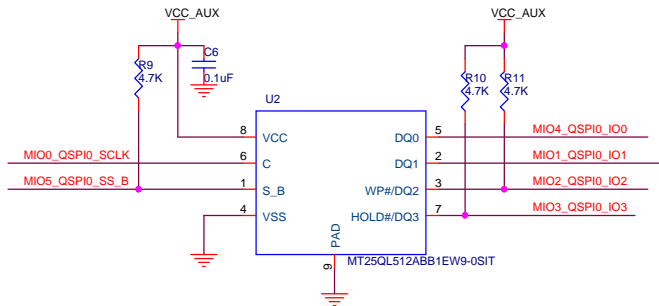 VCC_AUX
VCC_AUX
R9
4.7K
C6
0.1uF
R10
4.7K
R11
4.7K
U2
8 VCC
DQ0 5 MIO4_QSPI0_IO0
MIO0_QSPI0_SCLK 6 C
DQ1 2 MIO1_QSPI0_IO1
MIO5_QSPI0_SS_B 1 S_B
WP#/DQ2 3 MIO2_QSPI0_IO2
4 VSS
HOLD#/DQ3 7 MIO3_QSPI0_IO3
PAD
9
MT25QL512ABB1EW9-0SIT